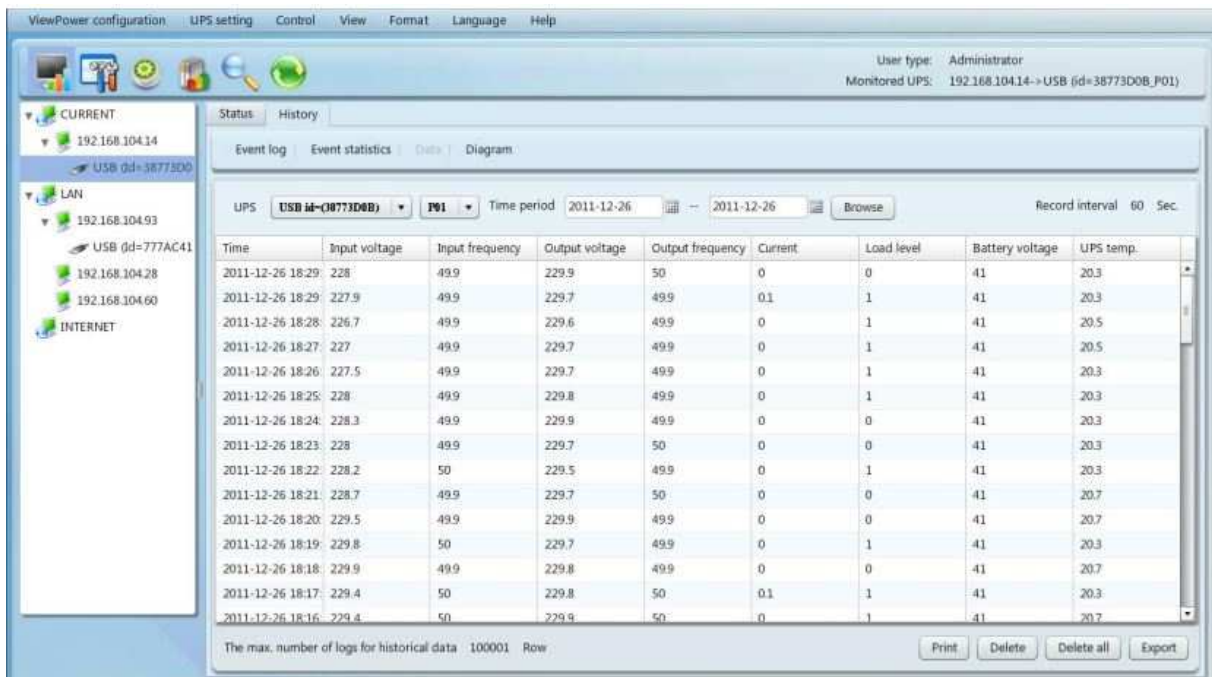 ViewPower configuration UPS setting Control View Format Language Help
User type: Administrator
Monitored UPS: 192.168.104.14->USB (id=38773D0B_P01)
CURRENT
192.168.104.14
USB (id=38773D0
LAN
192.168.104.93
USB (id=777AC41
192.168.104.28
192.168.104.60
INTERNET
Status History
Event log Event statistics Data Diagram
UPS USB id=(38773D0B) P01 Time period 2011-12-26 -- 2011-12-26 Browse Record interval 60 Sec.
Time Input voltage Input frequency Output voltage Output frequency Current Load level Battery voltage UPS temp.
2011-12-26 18:29: 228 49.9 229.9 50 0 0 41 20.3
2011-12-26 18:29: 227.9 49.9 229.7 49.9 0.1 1 41 20.3
2011-12-26 18:28: 226.7 49.9 229.6 49.9 0 1 41 20.5
2011-12-26 18:27: 227 49.9 229.7 49.9 0 1 41 20.5
2011-12-26 18:26: 227.5 49.9 229.7 49.9 0 1 41 20.3
2011-12-26 18:25: 228 49.9 229.8 49.9 0 1 41 20.3
2011-12-26 18:24: 228.3 49.9 229.9 49.9 0 0 41 20.3
2011-12-26 18:23: 228 49.9 229.7 50 0 0 41 20.3
2011-12-26 18:22: 228.2 50 229.5 49.9 0 1 41 20.3
2011-12-26 18:21: 228.7 49.9 229.7 50 0 0 41 20.7
2011-12-26 18:20: 229.5 49.9 229.9 49.9 0 0 41 20.7
2011-12-26 18:19: 229.8 50 229.7 49.9 0 1 41 20.3
2011-12-26 18:18: 229.9 49.9 229.8 49.9 0 0 41 20.7
2011-12-26 18:17: 229.4 50 229.8 50 0.1 1 41 20.3
2011-12-26 18:16: 229.4 50 229.9 50 0 1 41 20.7
The max. number of logs for historical data 100001 Row Print Delete Delete all Export